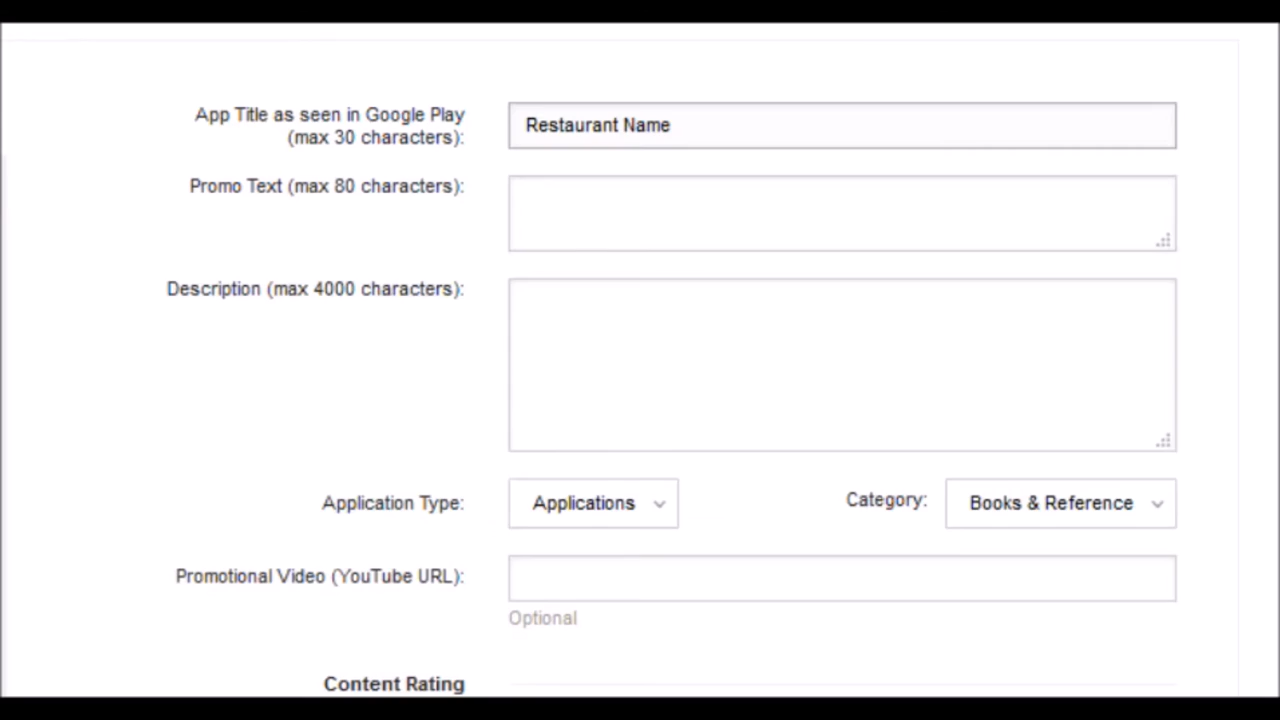 App Title as seen in Google Play
(max 30 characters):
Restaurant Name
Promo Text (max 80 characters):
Description (max 4000 characters):
Application Type:
Applications
Category:
Books & Reference
Promotional Video (YouTube URL):
Optional
Content Rating